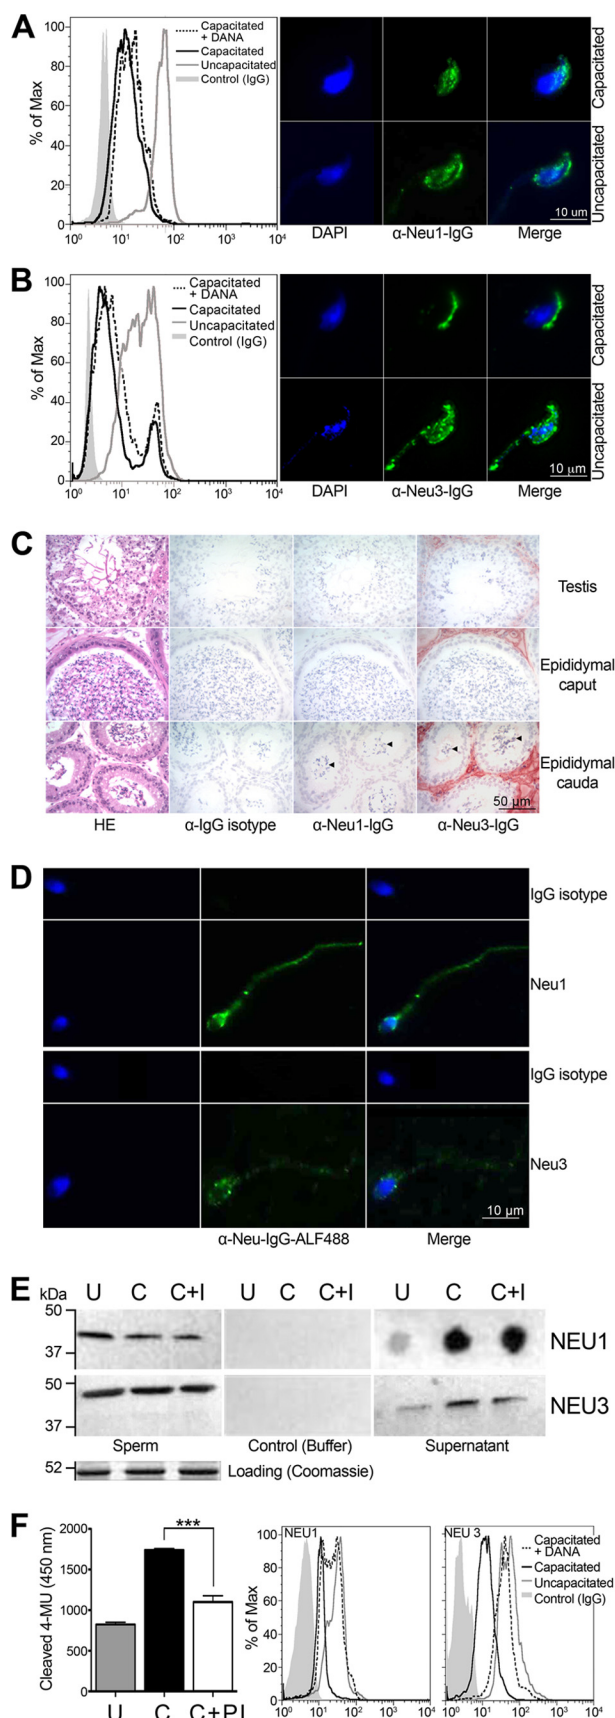 A
% of Max
100
80
60
40
20
0
10⁰ 10¹ 10² 10³ 10⁴
Capacitated
+ DANA
Capacitated
Uncapacitated
Control (IgG)
Capacitated
Uncapacitated
10 um
DAPI α-Neu1-IgG Merge
B
% of Max
100
80
60
40
20
0
10⁰ 10¹ 10² 10³ 10⁴
Capacitated
+ DANA
Capacitated
Uncapacitated
Control (IgG)
Capacitated
Uncapacitated
10 µm
DAPI α-Neu3-IgG Merge
C
Testis
Epididymal
caput
Epididymal
cauda
50 µm
HE α-IgG isotype α-Neu1-IgG α-Neu3-IgG
D
IgG isotype
Neu1
IgG isotype
Neu3
10 µm
α-Neu-IgG-ALF488 Merge
E
kDa U C C+I U C C+I U C C+I
50
37
NEU1
50
37
NEU3
Sperm Control (Buffer) Supernatant
52
Loading (Coomassie)
F
Cleaved 4-MU (450 nm)
2000
1500
1000
500
0
***
U C C+PI
% of Max
100
80
60
40
20
0
NEU1
10⁰ 10¹ 10² 10³ 10⁴
NEU 3
10⁰ 10¹ 10² 10³ 10⁴
Capacitated
+ DANA
Capacitated
Uncapacitated
Control (IgG)